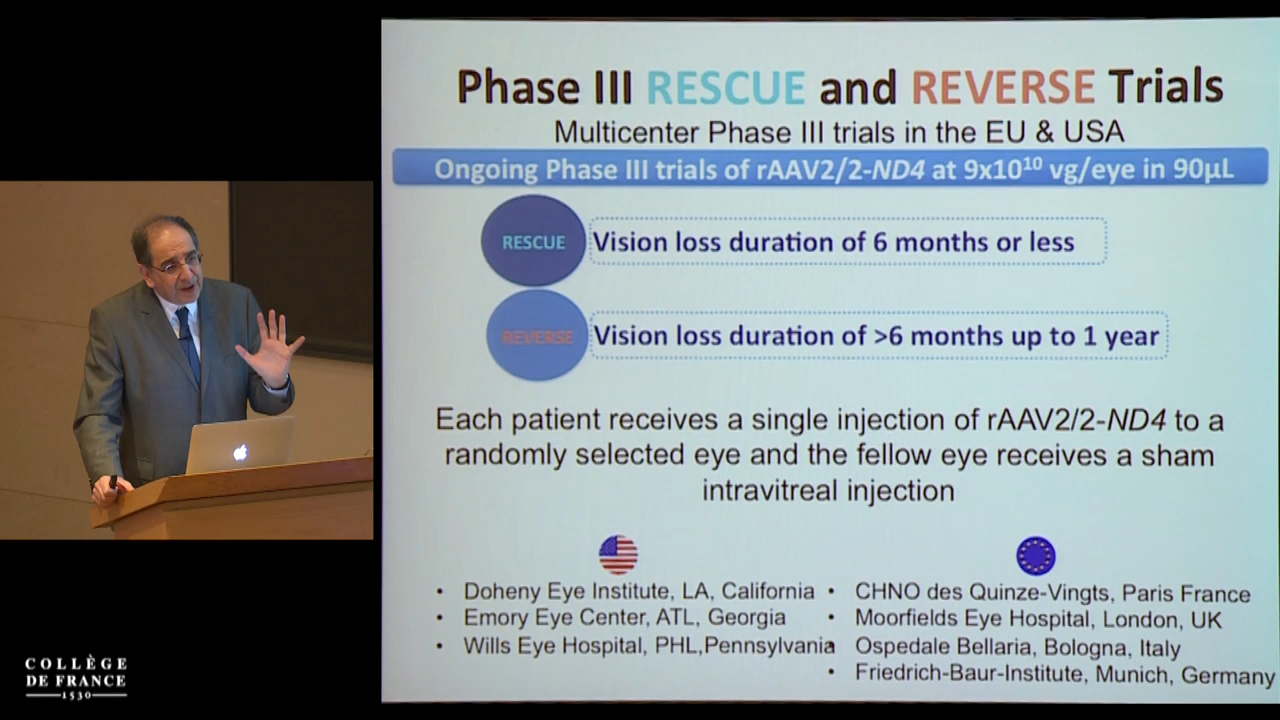 Phase III RESCUE and REVERSE Trials
Multicenter Phase III trials in the EU & USA
Ongoing Phase III trials of rAAV2/2-ND4 at 9x10¹⁰ vg/eye in 90µL
RESCUE
Vision loss duration of 6 months or less
REVERSE
Vision loss duration of >6 months up to 1 year
Each patient receives a single injection of rAAV2/2-ND4 to a
randomly selected eye and the fellow eye receives a sham
intravitreal injection
• Doheny Eye Institute, LA, California
• Emory Eye Center, ATL, Georgia
• Wills Eye Hospital, PHL,Pennsylvania
• CHNO des Quinze-Vingts, Paris France
• Moorfields Eye Hospital, London, UK
• Ospedale Bellaria, Bologna, Italy
• Friedrich-Baur-Institute, Munich, Germany
COLLÈGE
DE FRANCE
1530